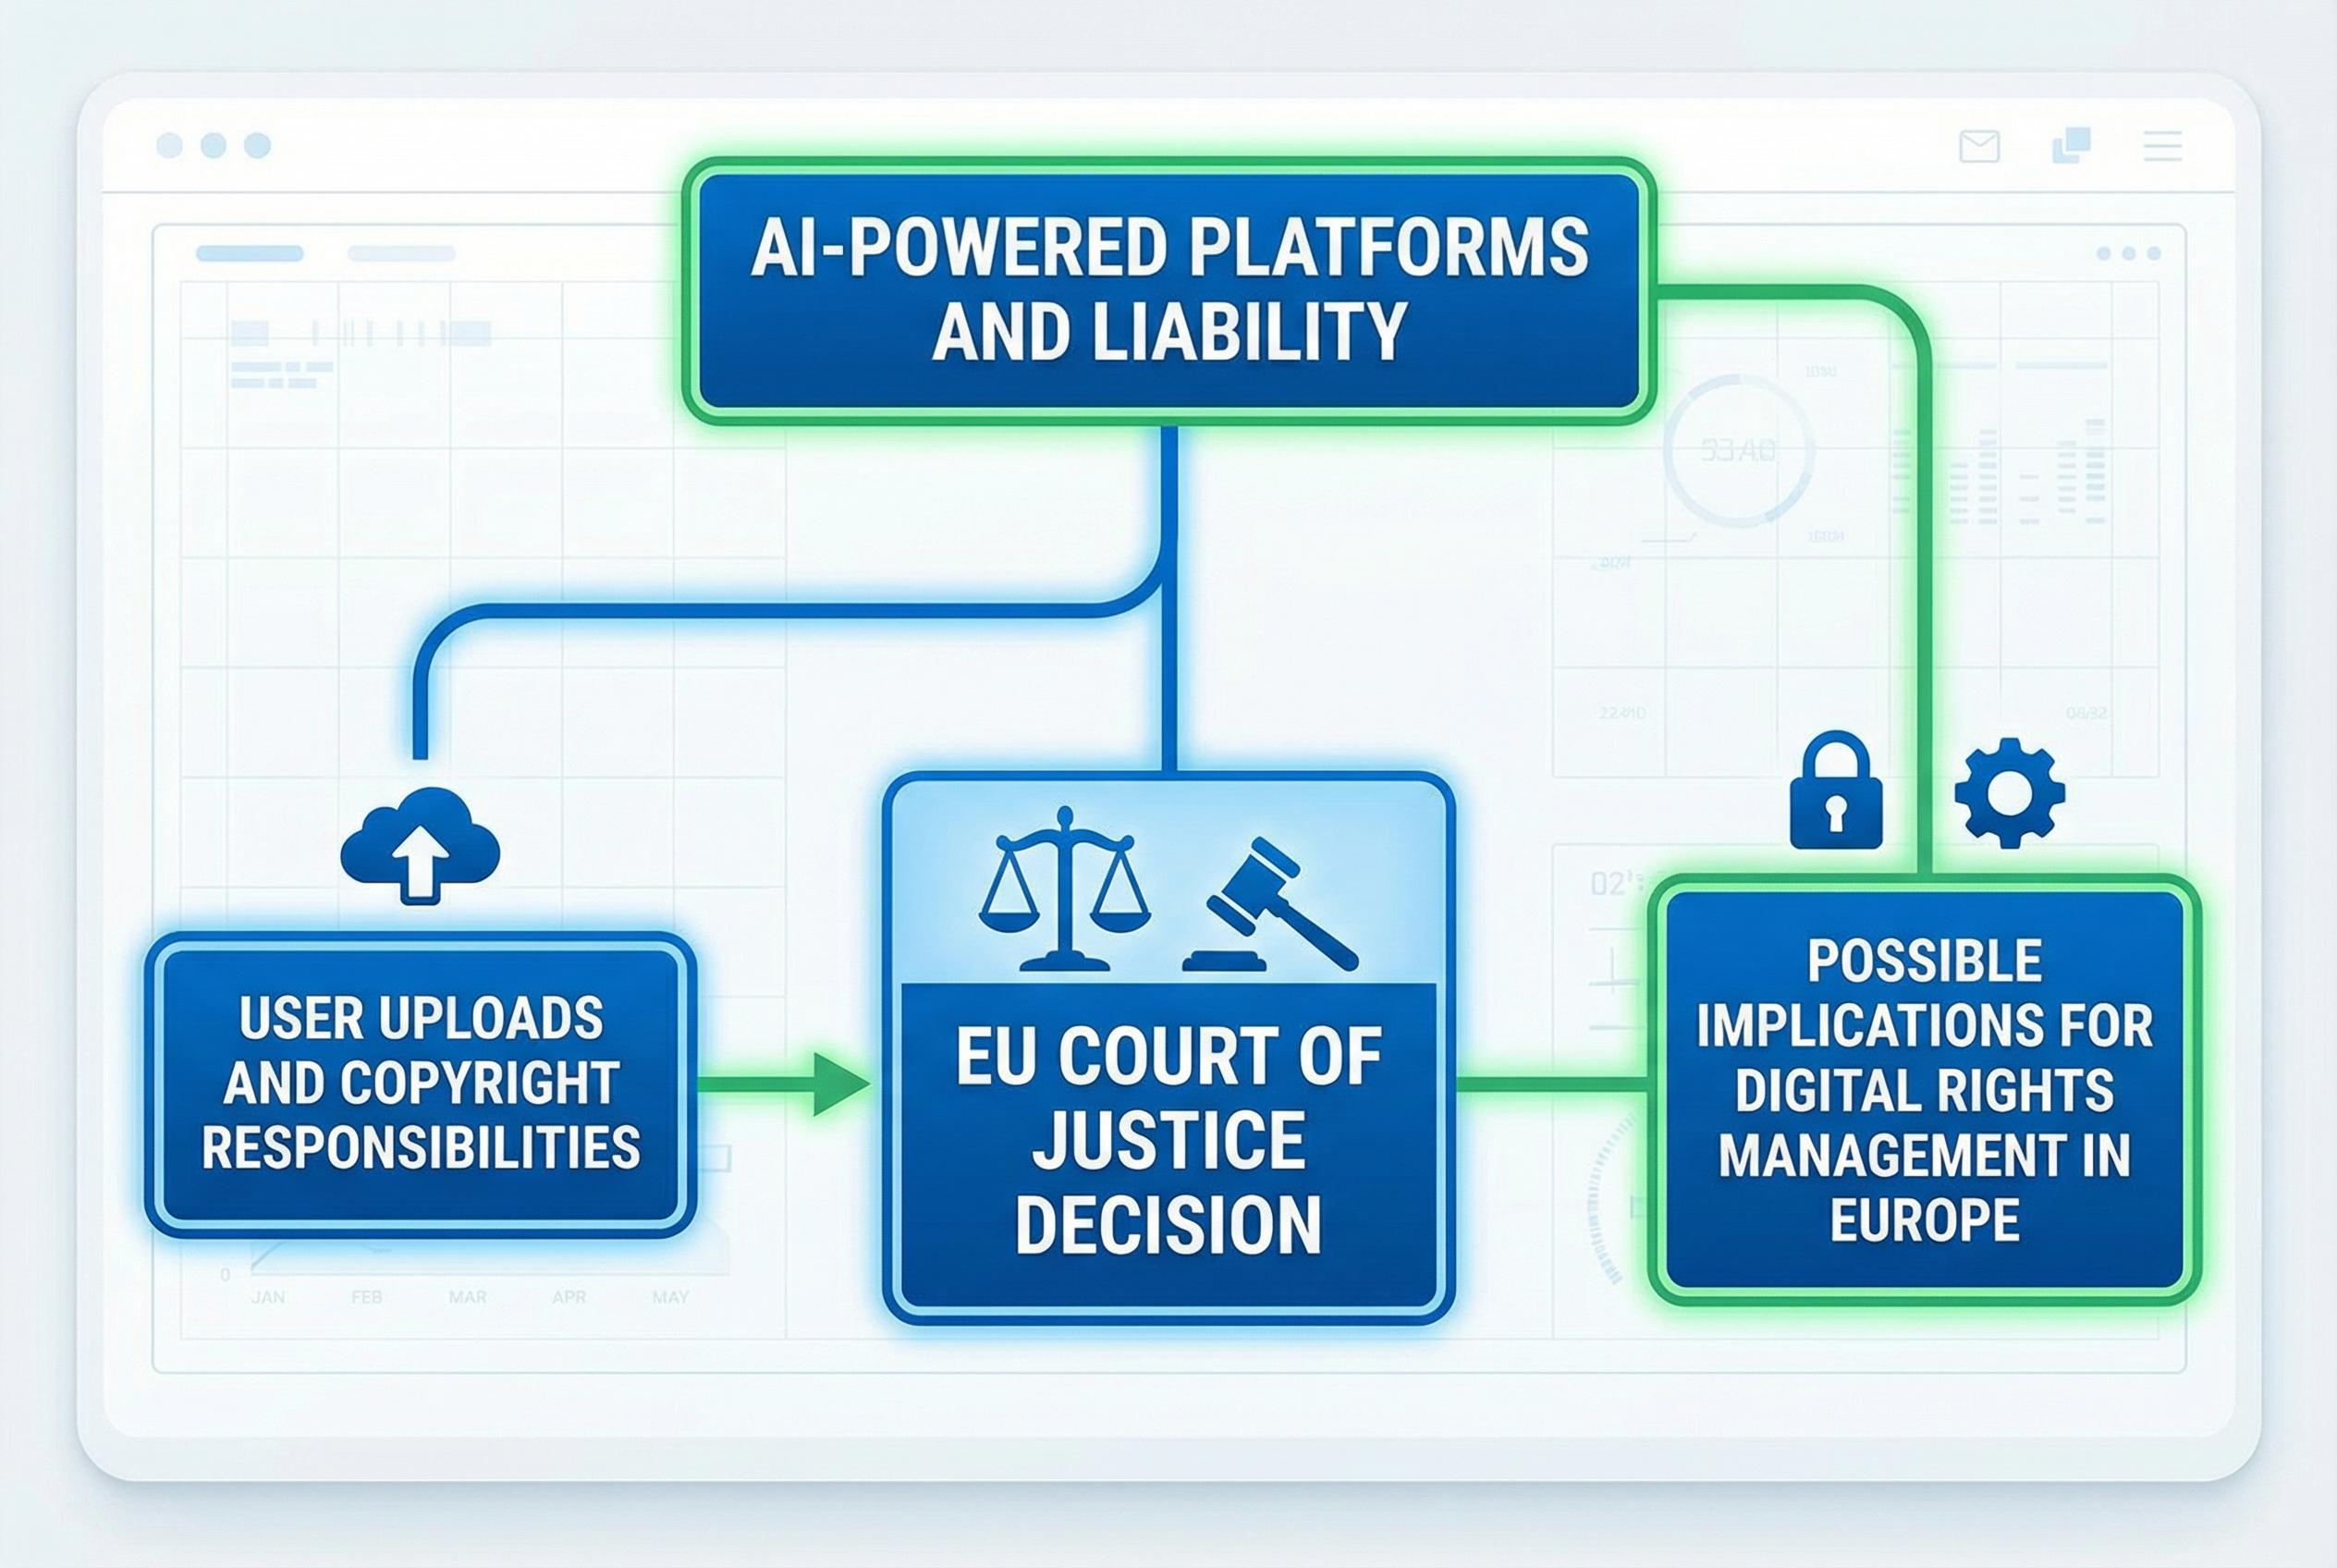 AI-POWERED PLATFORMS
AND LIABILITY
USER UPLOADS
AND COPYRIGHT
RESPONSIBILITIES
EU COURT OF
JUSTICE
DECISION
POSSIBLE
IMPLICATIONS FOR
DIGITAL RIGHTS
MANAGEMENT IN
EUROPE
0
JAN FEB MAR APR MAY